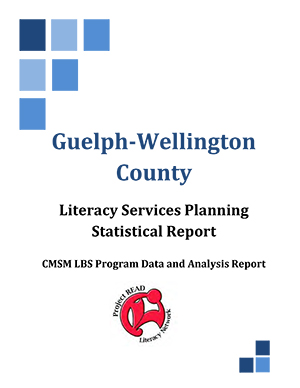 Guelph-Wellington
County
Literacy Services Planning
Statistical Report
CMSM LBS Program Data and Analysis Report
Project READ
Literacy Network